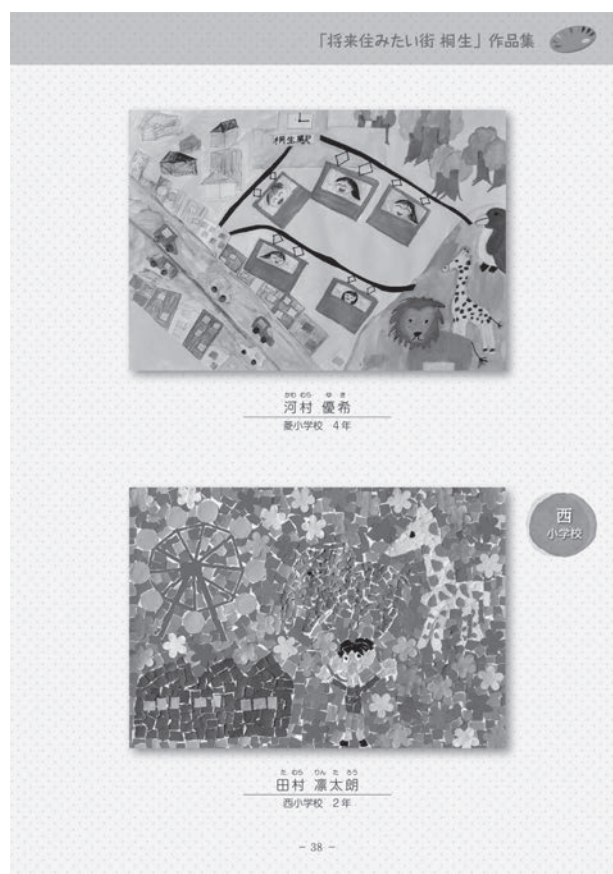 「将来住みたい街 桐生」作品集
桐生駅
かわ むら ゆ き
河村 優希
菱小学校 4年
西
小学校
た むら りん た ろう
田村 凛太朗
西小学校 2年
− 38 −